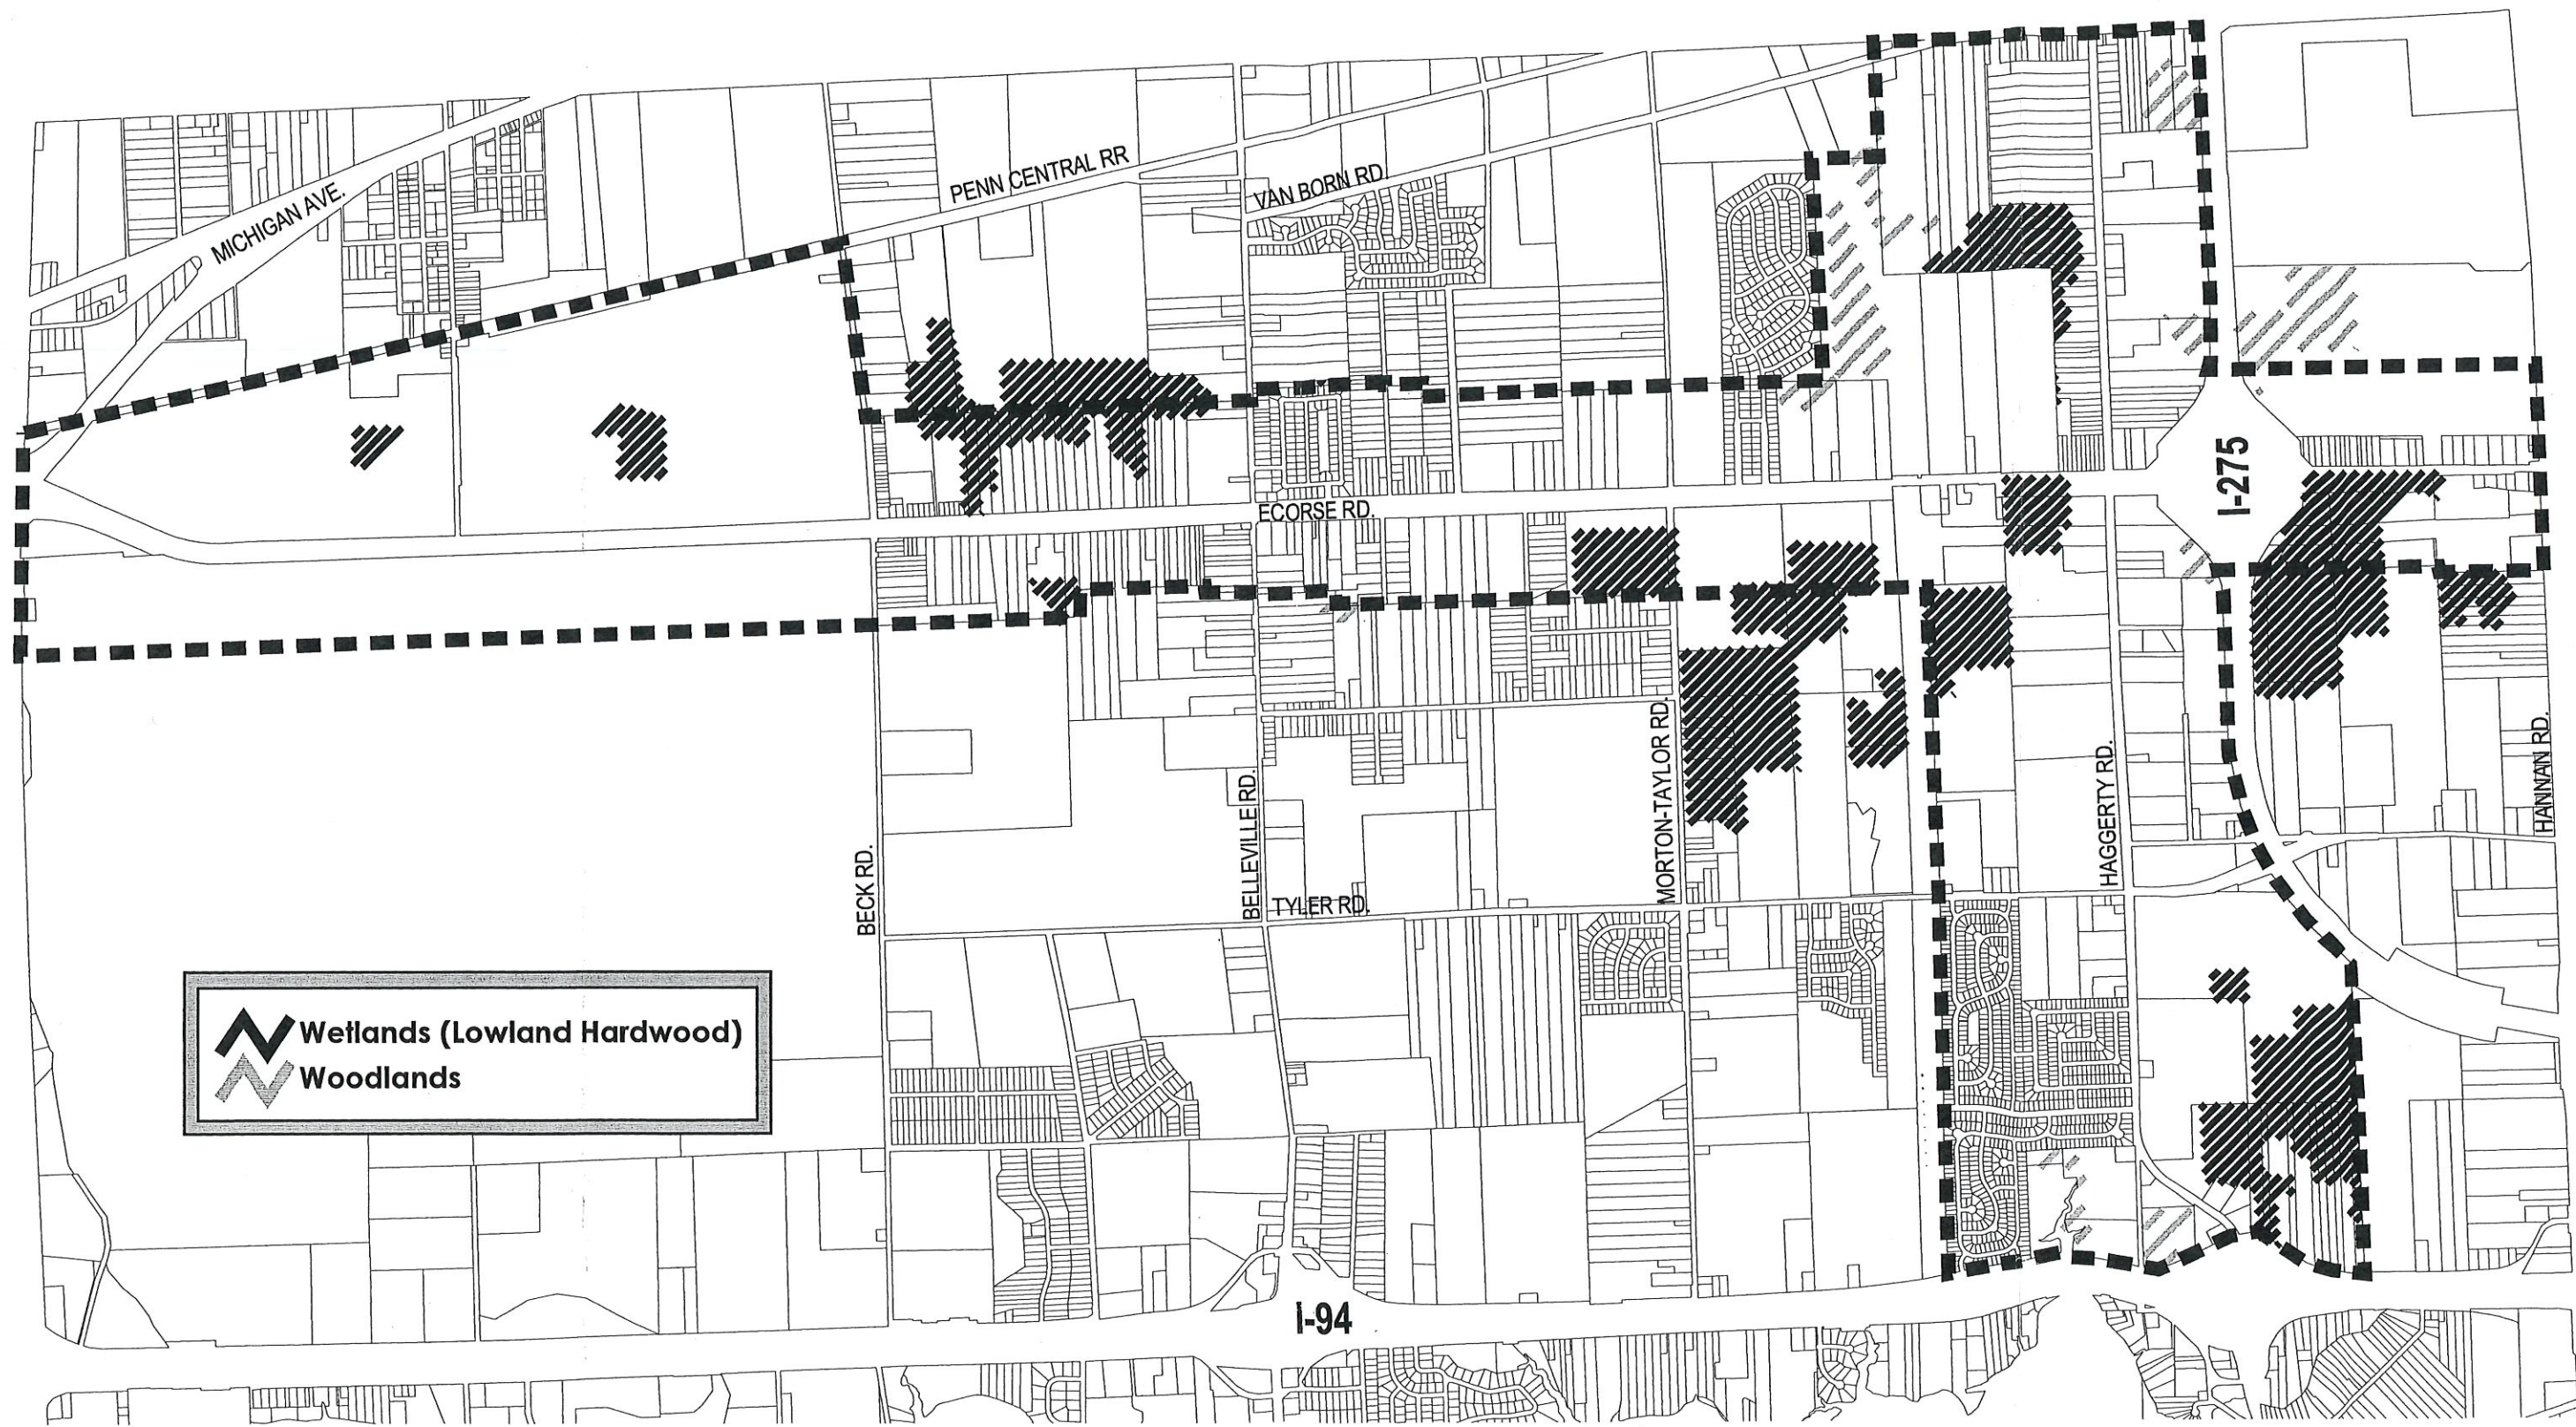 MICHIGAN AVE.
PENN CENTRAL RR
VAN BORN RD.
I-275
ECORSE RD.
BECK RD.
BELLEVILLE RD.
MORTON-TAYLOR RD.
HAGGERTY RD.
HANNAN RD.
TYLER RD.
Wetlands (Lowland Hardwood)
Woodlands
I-94